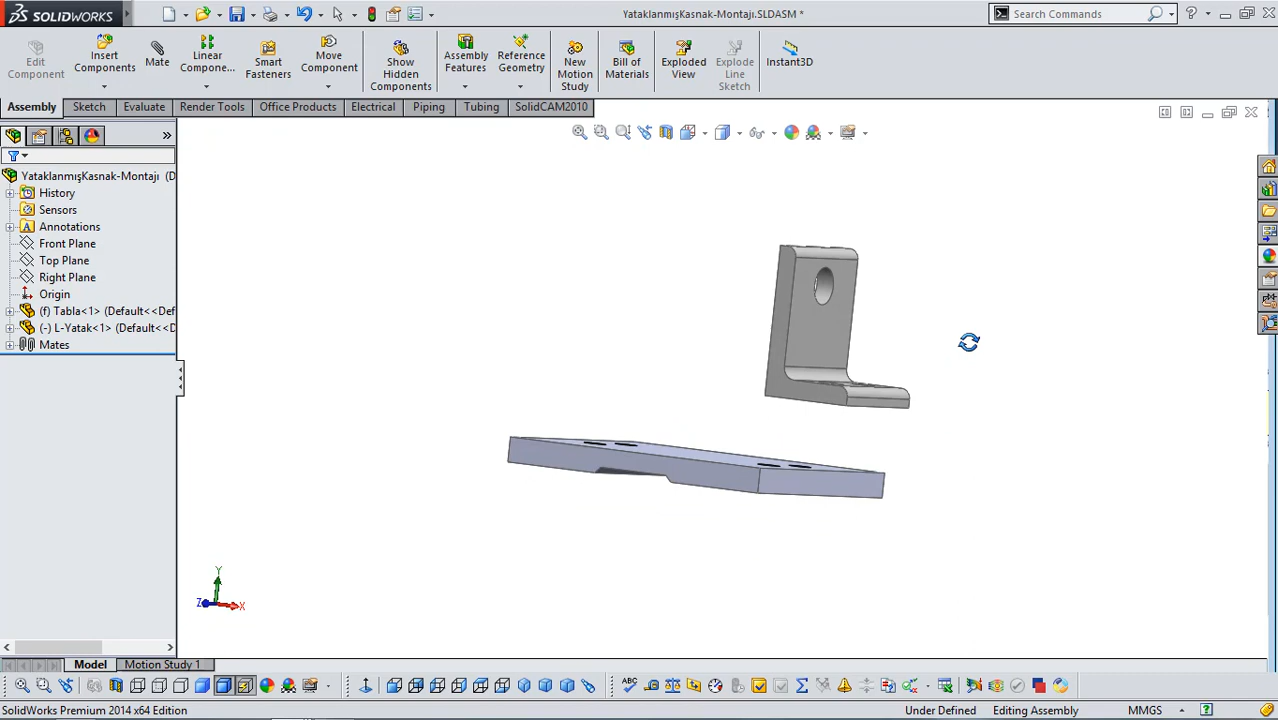 SOLIDWORKS
YataklanmışKasnak-Montajı.SLDASM *
Search Commands
Edit Component
Insert Components
Mate
Linear Compone...
Smart Fasteners
Move Component
Show Hidden Components
Assembly Features
Reference Geometry
New Motion Study
Bill of Materials
Exploded View
Explode Line Sketch
Instant3D
Assembly
Sketch
Evaluate
Render Tools
Office Products
Electrical
Piping
Tubing
SolidCAM2010
YataklanmışKasnak-Montajı (D
History
Sensors
Annotations
Front Plane
Top Plane
Right Plane
Origin
(f) Tabla<1> (Default<<Def
(-) L-Yatak<1> (Default<<D
Mates
Y
Z
X
Model
Motion Study 1
SolidWorks Premium 2014 x64 Edition
Under Defined
Editing Assembly
MMGS